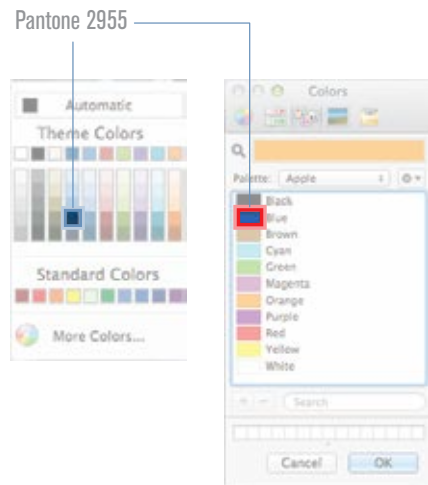 Pantone 2955
Automatic
Theme Colors
Standard Colors
More Colors...
Colors
Palette: Apple
Black
Blue
Brown
Cyan
Green
Magenta
Orange
Purple
Red
Yellow
White
Search
Cancel
OK